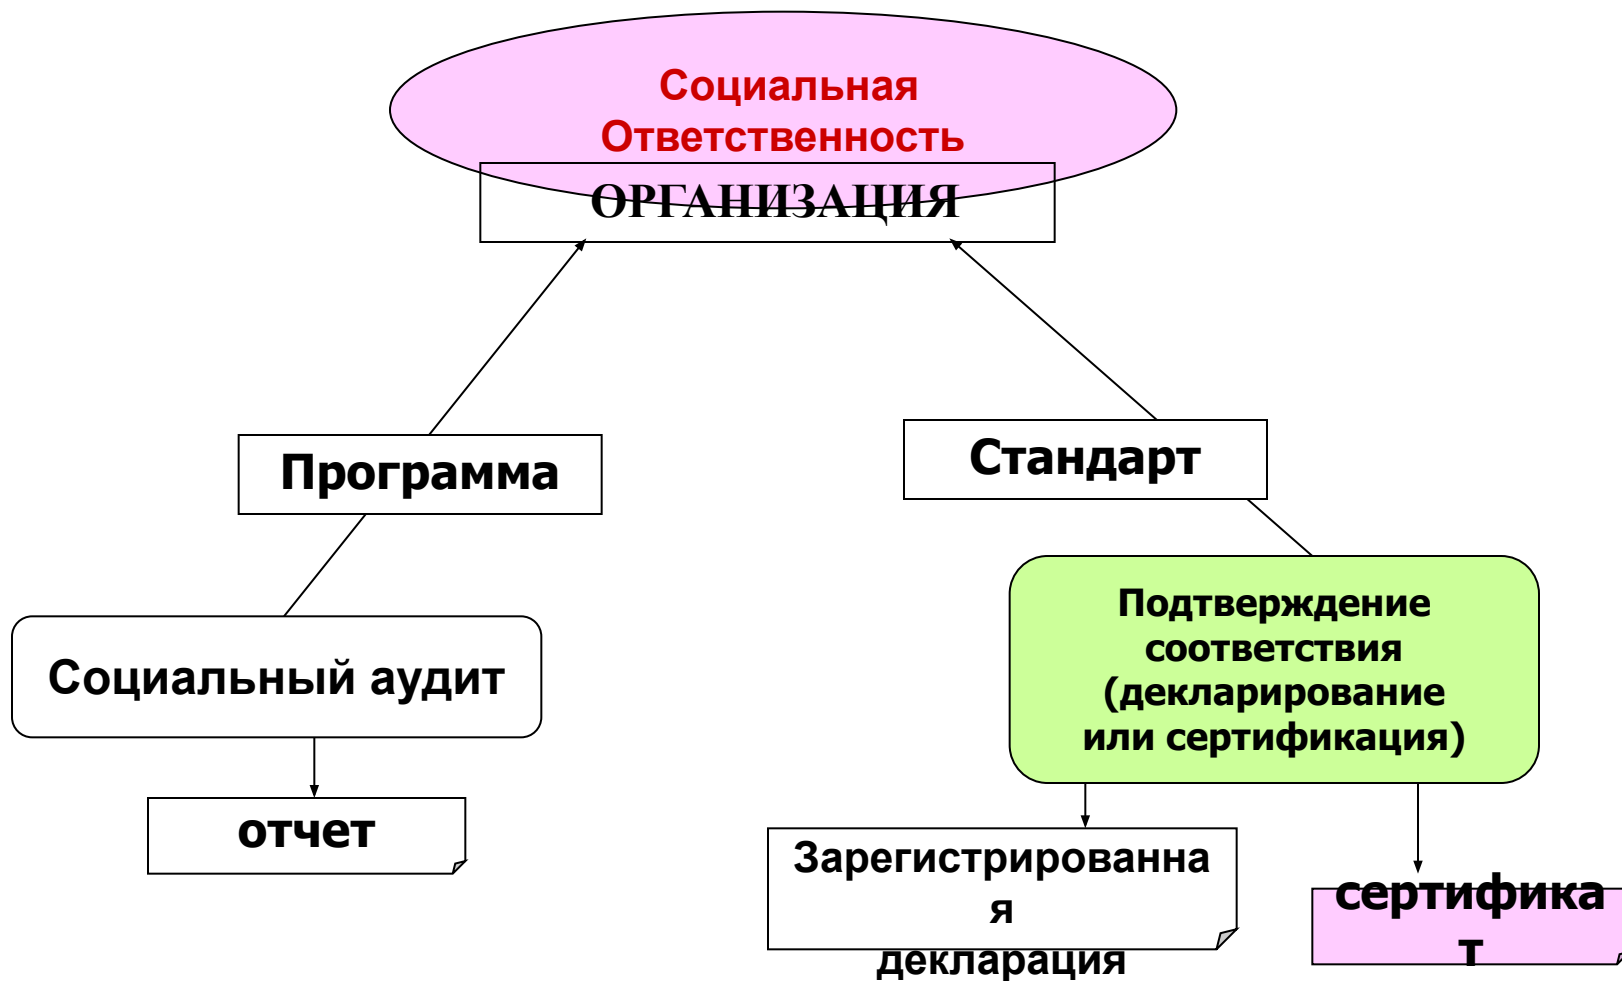 Социальная
Ответственность
ОРГАНИЗАЦИЯ
Программа
Стандарт
Социальный аудит
Подтверждение
соответствия
(декларирование
или сертификация)
отчет
Зарегистрированна
я
декларация
сертифика
т